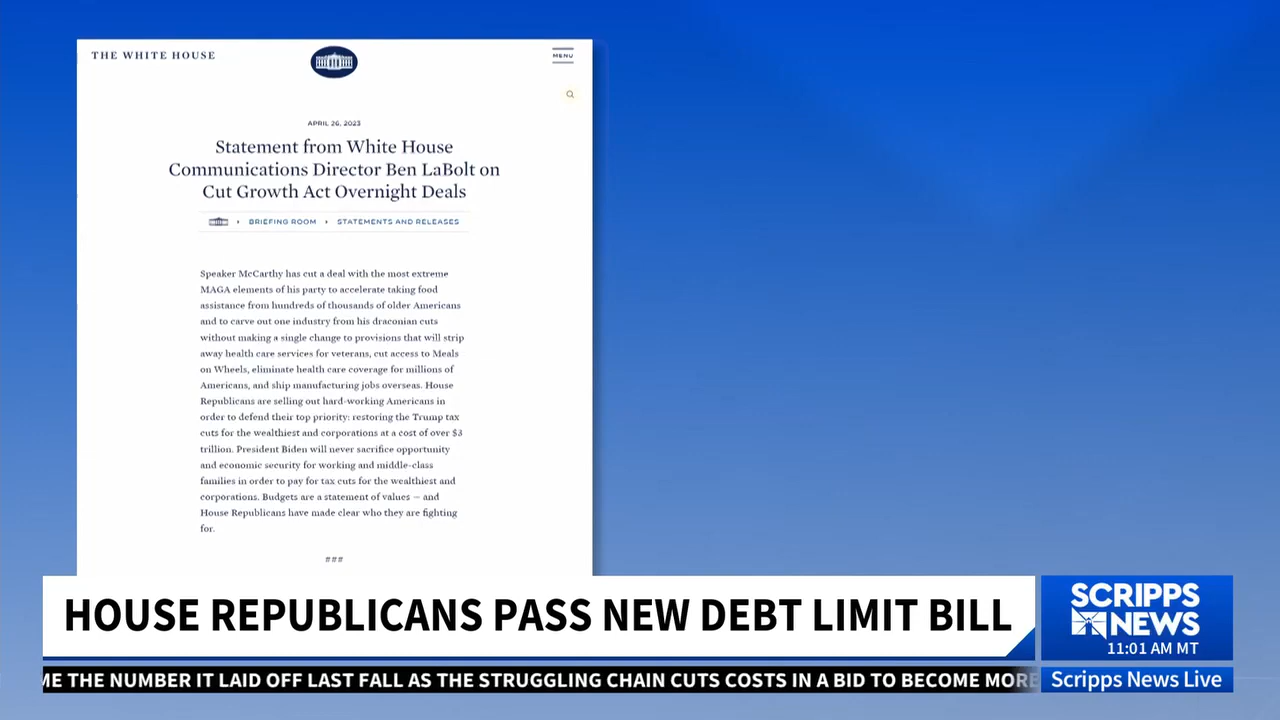 THE WHITE HOUSE
MENU
APRIL 26, 2023
Statement from White House
Communications Director Ben LaBolt on
Cut Growth Act Overnight Deals
BRIEFING ROOM
STATEMENTS AND RELEASES
Speaker McCarthy has cut a deal with the most extreme
MAGA elements of his party to accelerate taking food
assistance from hundreds of thousands of older Americans
and to carve out one industry from his draconian cuts
without making a single change to provisions that will strip
away health care services for veterans, cut access to Meals
on Wheels, eliminate health care coverage for millions of
Americans, and ship manufacturing jobs overseas. House
Republicans are selling out hard-working Americans in
order to defend their top priority: restoring the Trump tax
cuts for the wealthiest and corporations at a cost of over $3
trillion. President Biden will never sacrifice opportunity
and economic security for working and middle-class
families in order to pay for tax cuts for the wealthiest and
corporations. Budgets are a statement of values — and
House Republicans have made clear who they are fighting
for.
###
HOUSE REPUBLICANS PASS NEW DEBT LIMIT BILL
SCRIPPS
NEWS
11:01 AM MT
ME THE NUMBER IT LAID OFF LAST FALL AS THE STRUGGLING CHAIN CUTS COSTS IN A BID TO BECOME MORE
Scripps News Live